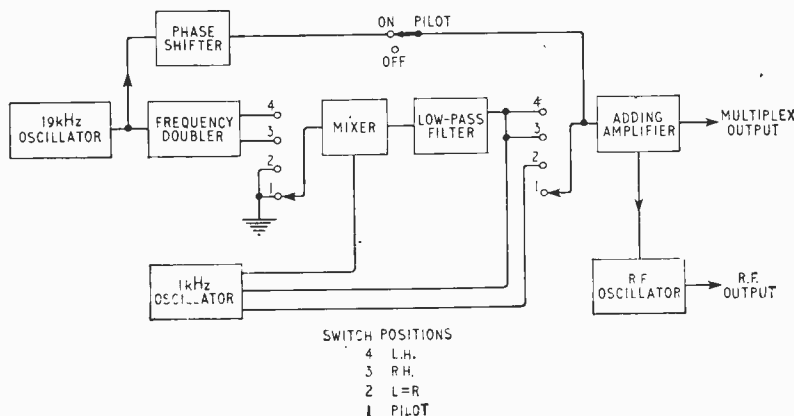 ON
PILOT
OFF
PHASE
SHIFTER
19kHz
OSCILLATOR
FREQUENCY
DOUBLER
4
3
2
1
MIXER
LOW-PASS
FILTER
4
3
2
1
ADDING
AMPLIFIER
MULTIPLEX
OUTPUT
1kHz
OSCILLATOR
R.F.
OSCILLATOR
R.F.
OUTPUT
SWITCH POSITIONS
4 L.H.
3 R.H.
2 L=R
1 PILOT